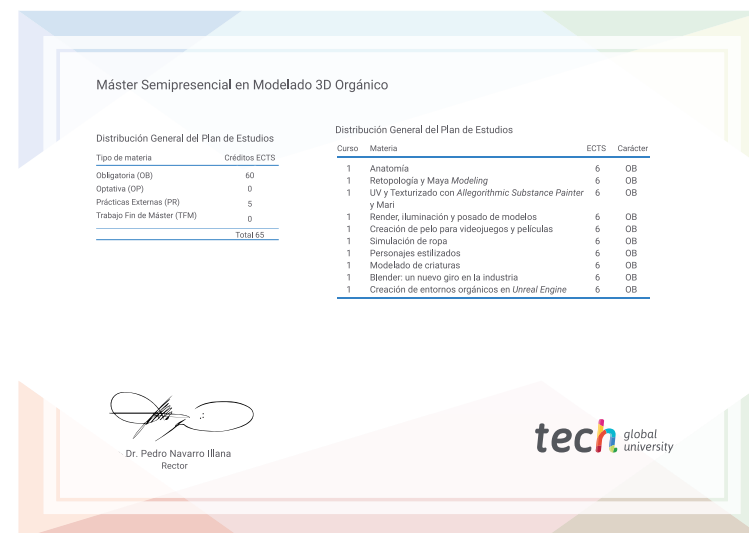 Máster Semipresencial en Modelado 3D Orgánico
Distribución General del Plan de Estudios
Tipo de materia Créditos ECTS
Obligatoria (OB) 60
Optativa (OP) 0
Prácticas Externas (PR) 5
Trabajo Fin de Máster (TFM) 0
Total 65
Distribución General del Plan de Estudios
Curso Materia ECTS Carácter
1 Anatomía 6 OB
1 Retopología y Maya Modeling 6 OB
1 UV y Texturizado con Allegorithmic Substance Painter 6 OB
y Mari
1 Render, iluminación y posado de modelos 6 OB
1 Creación de pelo para videojuegos y películas 6 OB
1 Simulación de ropa 6 OB
1 Personajes estilizados 6 OB
1 Modelado de criaturas 6 OB
1 Blender: un nuevo giro en la industria 6 OB
1 Creación de entornos orgánicos en Unreal Engine 6 OB
Dr. Pedro Navarro Illana
Rector
tech global
university